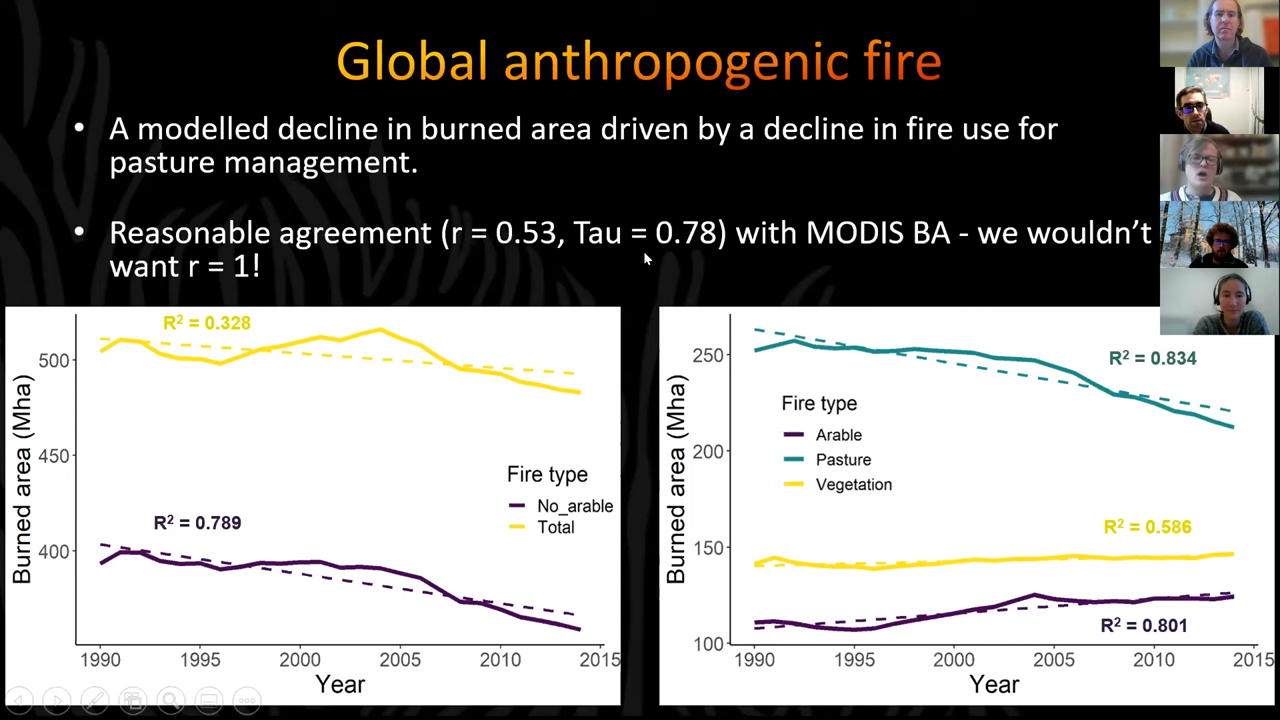 Global anthropogenic fire
• A modelled decline in burned area driven by a decline in fire use for
pasture management.
• Reasonable agreement (r = 0.53, Tau = 0.78) with MODIS BA - we wouldn't
want r = 1!
R² = 0.328
500
450
400
Burned area (Mha)
Fire type
No_arable
Total
R² = 0.789
1990 1995 2000 2005 2010 2015
Year
250
200
150
100
Burned area (Mha)
R² = 0.834
Fire type
Arable
Pasture
Vegetation
R² = 0.586
R² = 0.801
1990 1995 2000 2005 2010 2015
Year